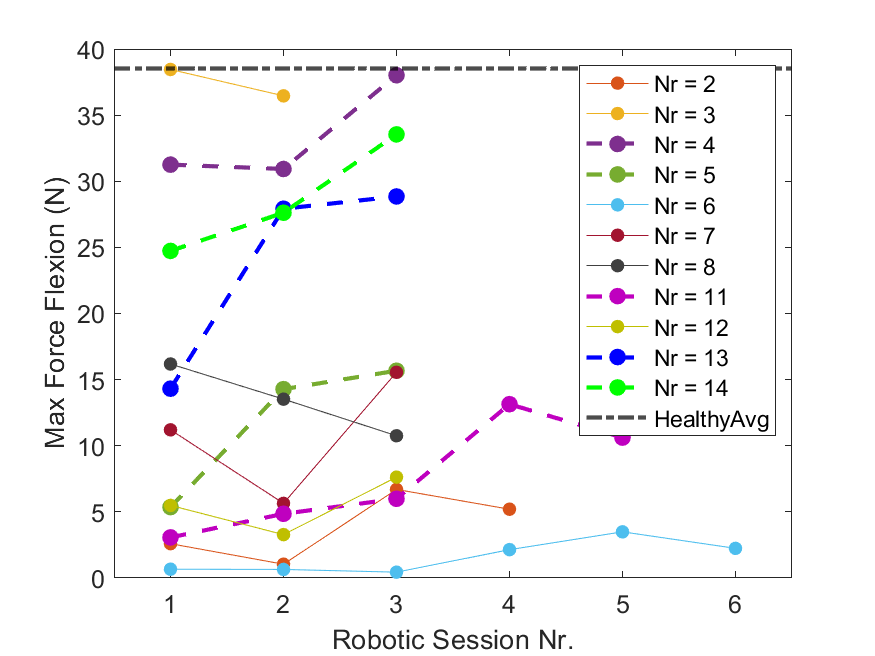 40
35
30
25
20
15
10
5
0
Max Force Flexion (N)
1 2 3 4 5 6
Robotic Session Nr.
Nr = 2
Nr = 3
Nr = 4
Nr = 5
Nr = 6
Nr = 7
Nr = 8
Nr = 11
Nr = 12
Nr = 13
Nr = 14
HealthyAvg